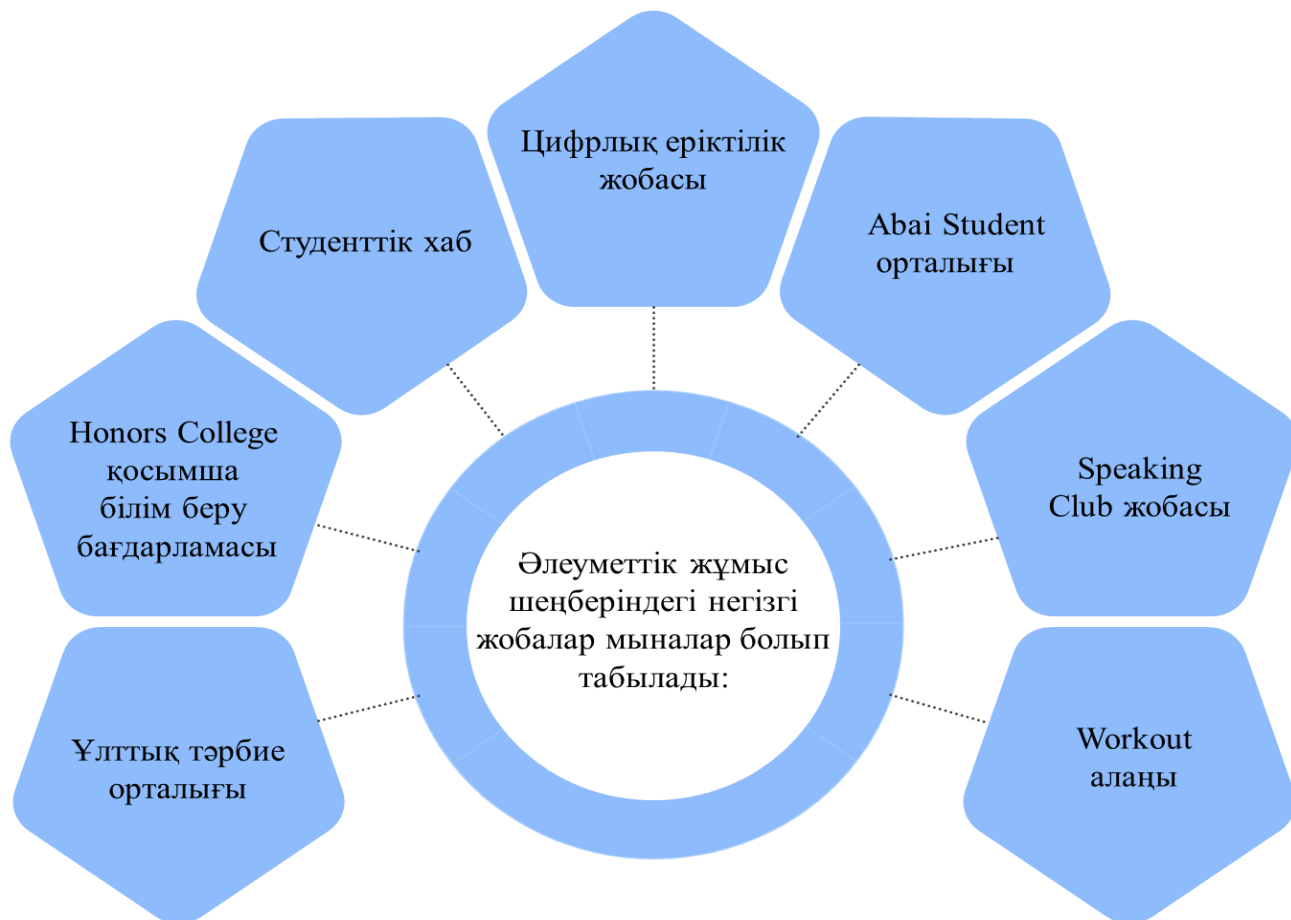 Цифрлық еріктілік
жобасы
Студенттік хаб
Abai Student
орталығы
Honors College
қосымша
білім беру
бағдарламасы
Speaking
Club жобасы
Әлеуметтік жұмыс
шеңберіндегі негізгі
жобалар мыналар болып
табылады:
Ұлттық тәрбие
орталығы
Workout
алаңы